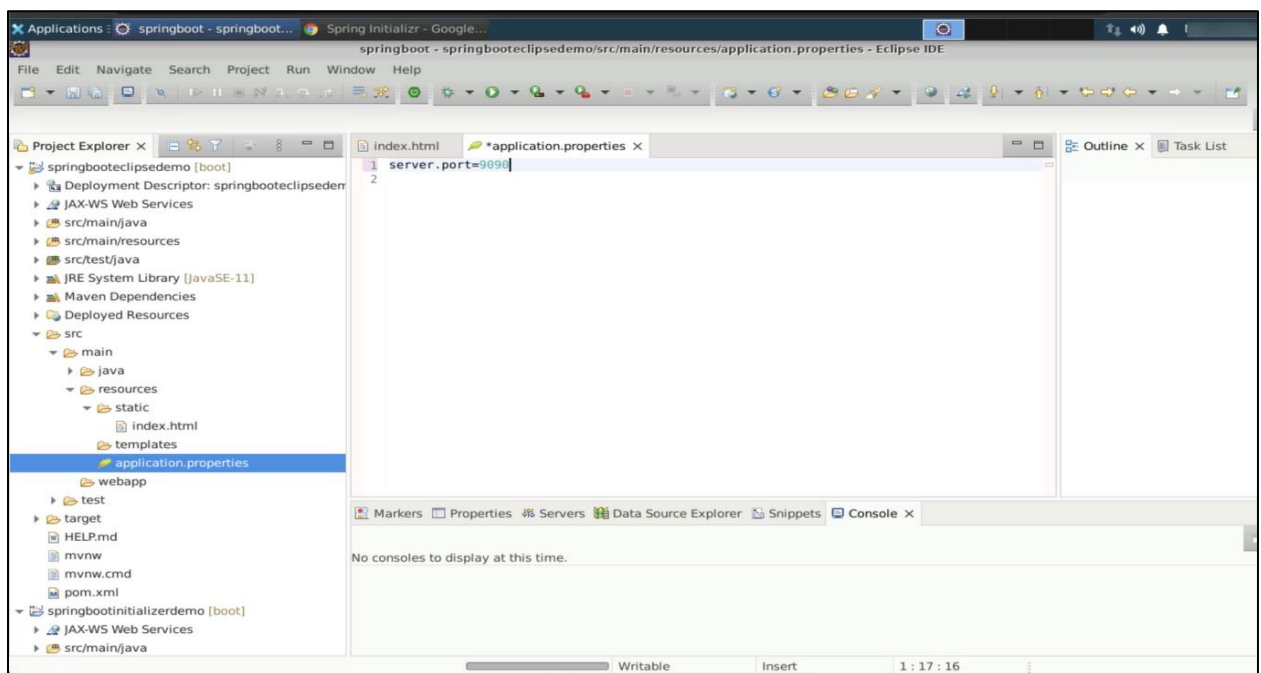 Applications : springboot - springboot... Spring Initializr - Google...
springboot - springbooteclipsedemo/src/main/resources/application.properties - Eclipse IDE
File Edit Navigate Search Project Run Window Help
Project Explorer
index.html *application.properties
Outline Task List
springbooteclipsedemo [boot]
Deployment Descriptor: springbooteclipsedem
JAX-WS Web Services
src/main/java
src/main/resources
src/test/java
JRE System Library [JavaSE-11]
Maven Dependencies
Deployed Resources
src
main
java
resources
static
index.html
templates
application.properties
webapp
test
target
HELP.md
mvnw
mvnw.cmd
pom.xml
springbootinitializerdemo [boot]
JAX-WS Web Services
src/main/java
1 server.port=9090
2
Markers Properties Servers Data Source Explorer Snippets Console
No consoles to display at this time.
Writable Insert 1 : 17 : 16